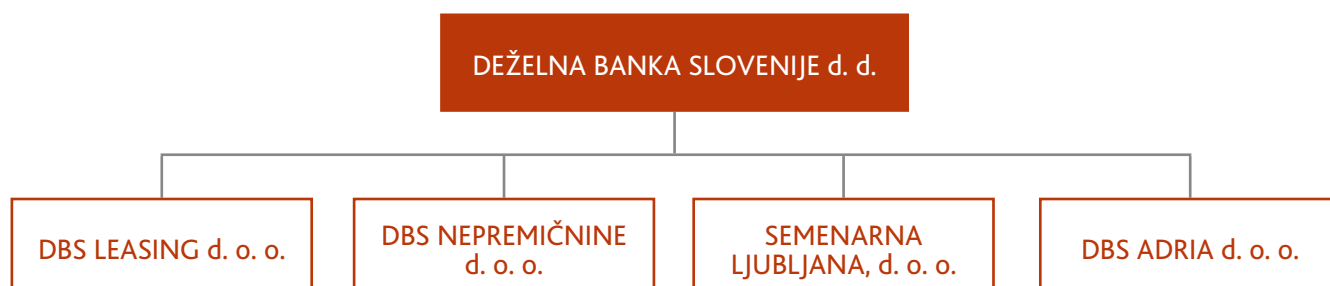 DEŽELNA BANKA SLOVENIJE d. d.
DBS LEASING d. o. o.
DBS NEPREMIČNINE
d. o. o.
SEMENARNA
LJUBLJANA, d. o. o.
DBS ADRIA d. o. o.